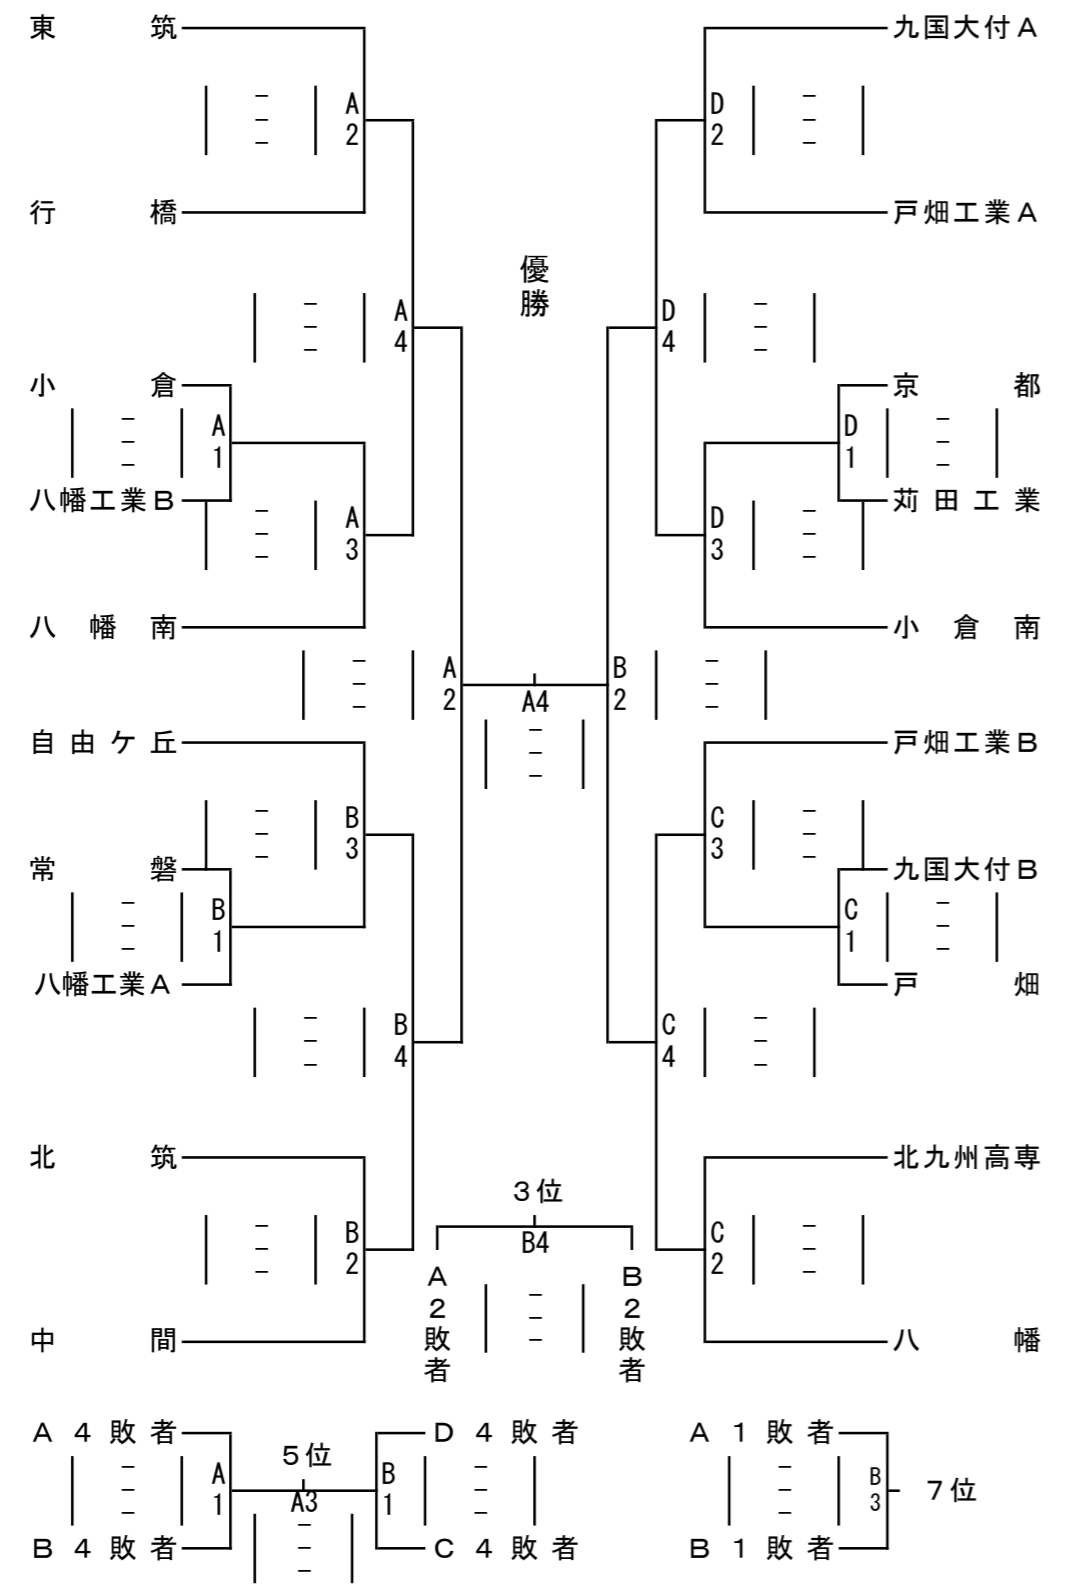 東筑 九国大付A
A2 D2
行橋 戸畑工業A
優勝
A4 D4
小倉 京都
A1 D1
八幡工業B 苅田工業
A3 D3
八幡南 小倉南
A2 A4 B2
自由ケ丘 戸畑工業B
B3 C3
常磐 九国大付B
B1 C1
八幡工業A 戸畑
B4 C4
北筑 北九州高専
3位
B2 B4 C2
A2敗者 B2敗者
中間 八幡
A4敗者 D4敗者 A1敗者
5位
A1 A3 B1 B3 7位
B4敗者 C4敗者 B1敗者